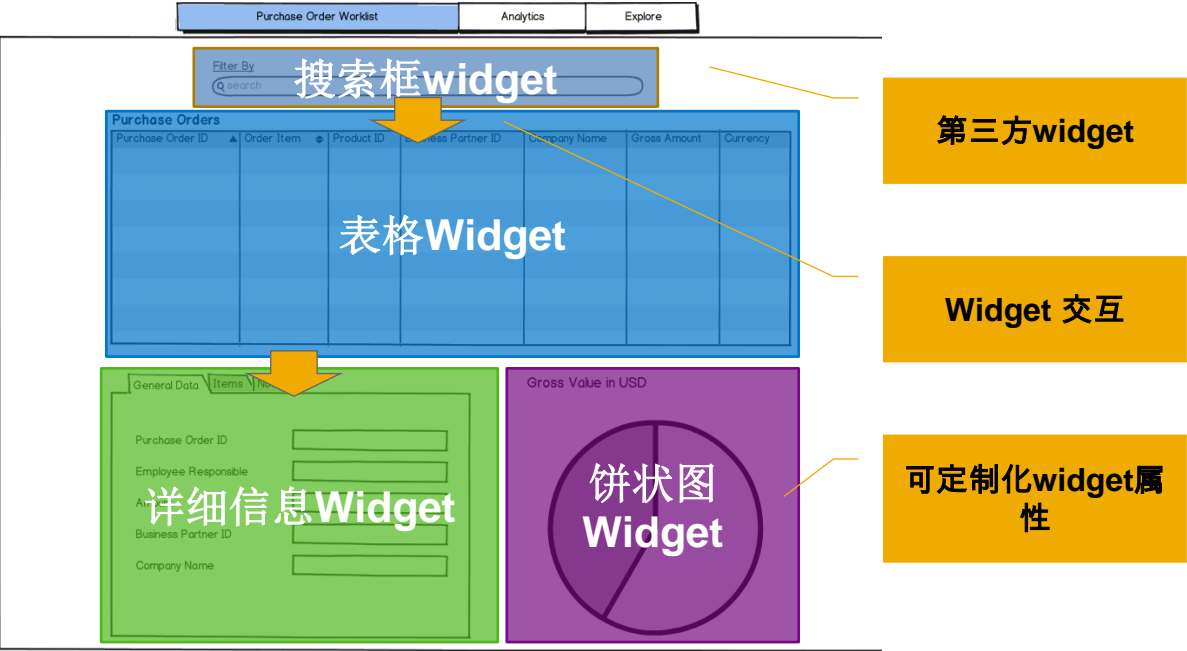 Purchase Order Worklist
Analytics
Explore
Filter By
search
搜索框widget
第三方widget
Purchase Orders
Purchase Order ID
Order Item
Product ID
Partner ID
Company Name
Gross Amount
Currency
表格Widget
Widget 交互
General Data
Items
Gross Value in USD
Purchase Order ID
Employee Responsible
详细信息Widget
Business Partner ID
Company Name
饼状图
Widget
可定制化widget属
性